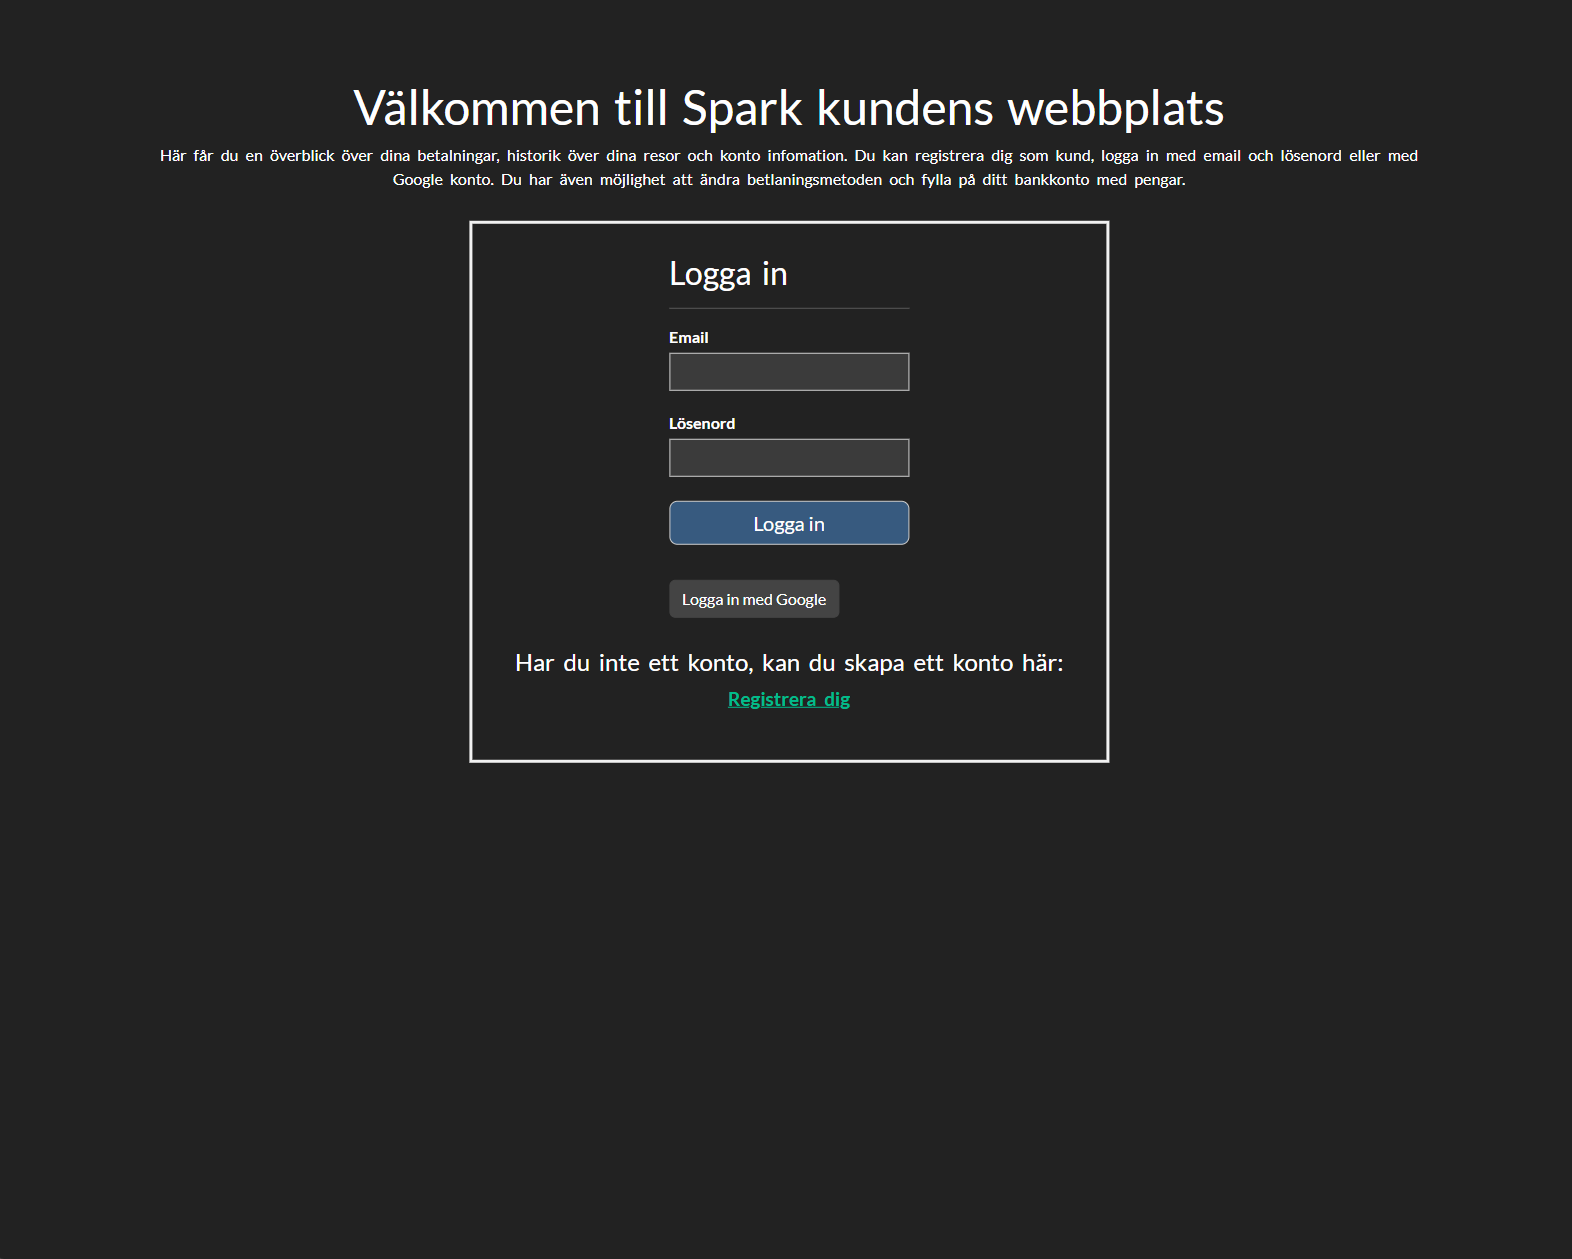 Välkommen till Spark kundens webbplats
Här får du en överblick över dina betalningar, historik över dina resor och konto infomation. Du kan registrera dig som kund, logga in med email och lösenord eller med
Google konto. Du har även möjlighet att ändra betlaningsmetoden och fylla på ditt bankkonto med pengar.
Logga in
Email
Lösenord
Logga in
Logga in med Google
Har du inte ett konto, kan du skapa ett konto här:
Registrera dig